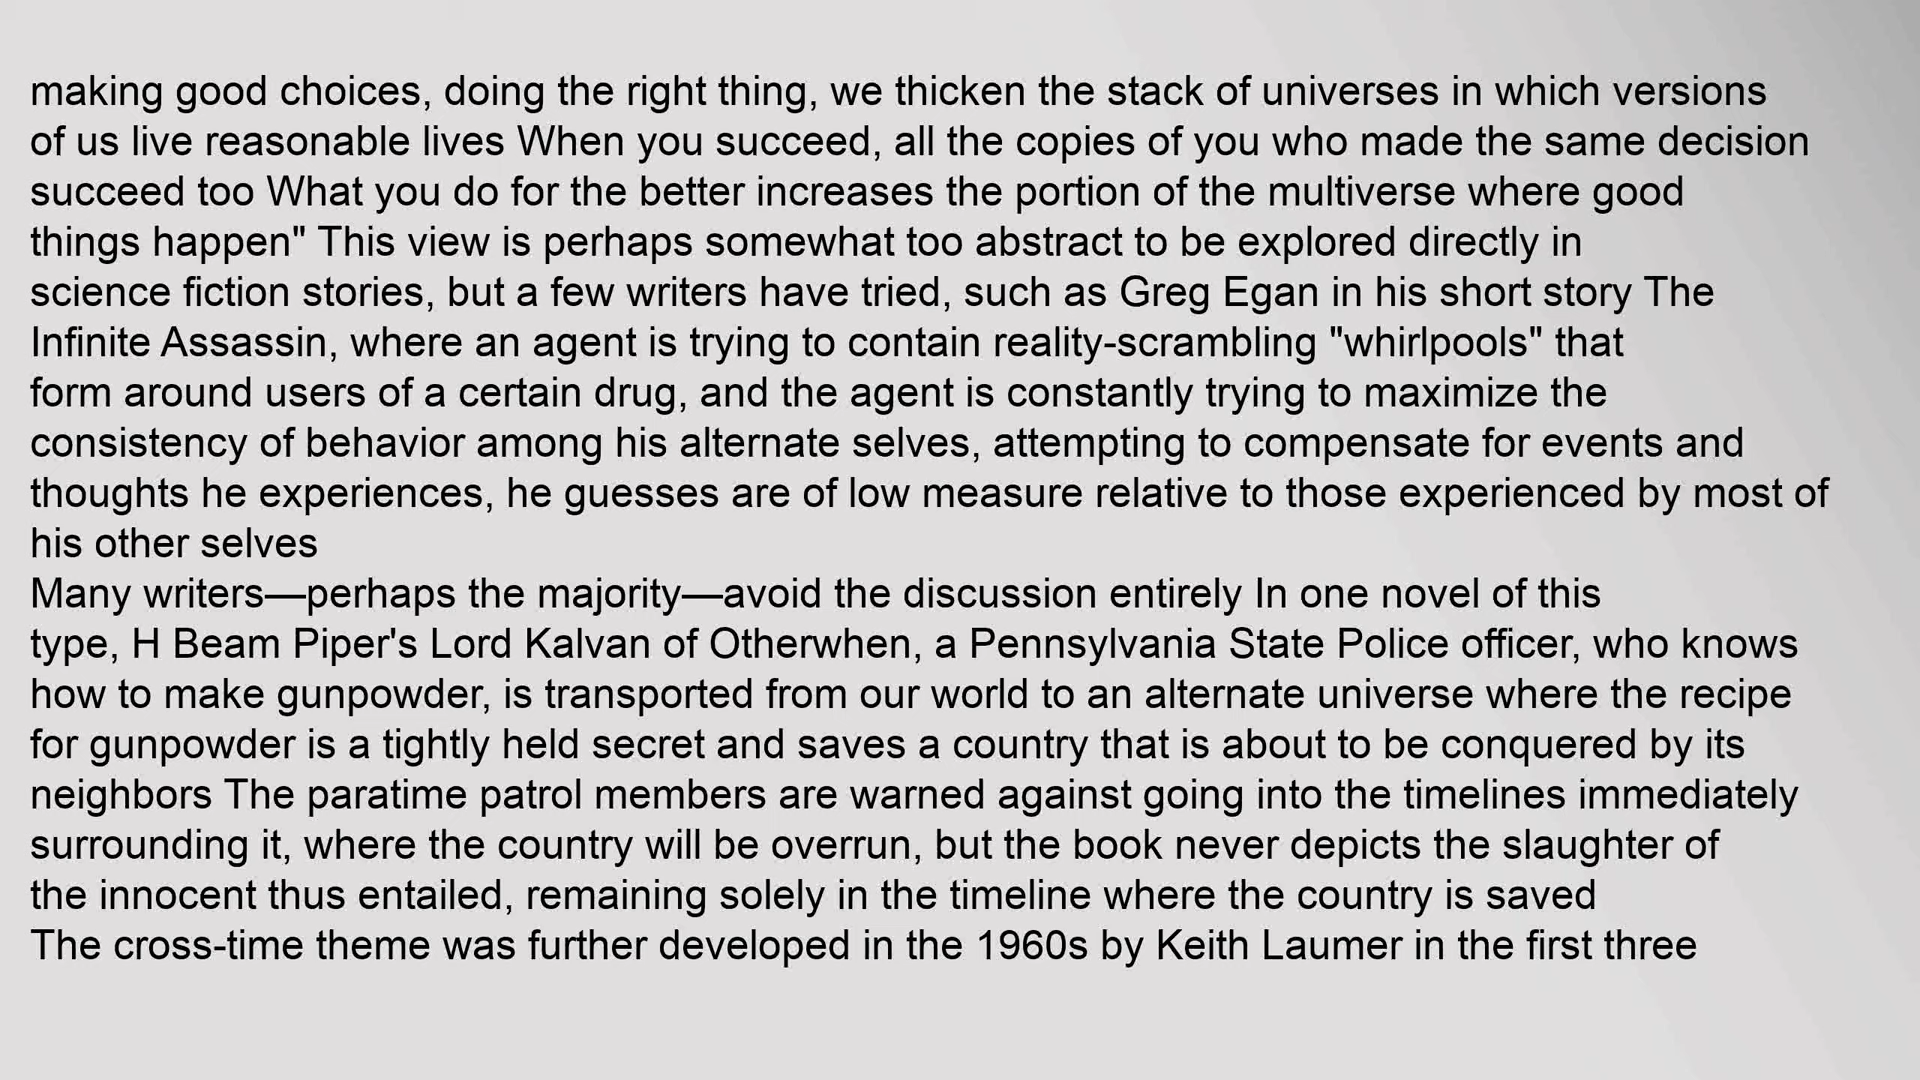 making good choices, doing the right thing, we thicken the stack of universes in which versions
of us live reasonable lives When you succeed, all the copies of you who made the same decision
succeed too What you do for the better increases the portion of the multiverse where good
things happen" This view is perhaps somewhat too abstract to be explored directly in
science fiction stories, but a few writers have tried, such as Greg Egan in his short story The
Infinite Assassin, where an agent is trying to contain reality-scrambling "whirlpools" that
form around users of a certain drug, and the agent is constantly trying to maximize the
consistency of behavior among his alternate selves, attempting to compensate for events and
thoughts he experiences, he guesses are of low measure relative to those experienced by most of
his other selves
Many writers—perhaps the majority—avoid the discussion entirely In one novel of this
type, H Beam Piper's Lord Kalvan of Otherwhen, a Pennsylvania State Police officer, who knows
how to make gunpowder, is transported from our world to an alternate universe where the recipe
for gunpowder is a tightly held secret and saves a country that is about to be conquered by its
neighbors The paratime patrol members are warned against going into the timelines immediately
surrounding it, where the country will be overrun, but the book never depicts the slaughter of
the innocent thus entailed, remaining solely in the timeline where the country is saved
The cross-time theme was further developed in the 1960s by Keith Laumer in the first three